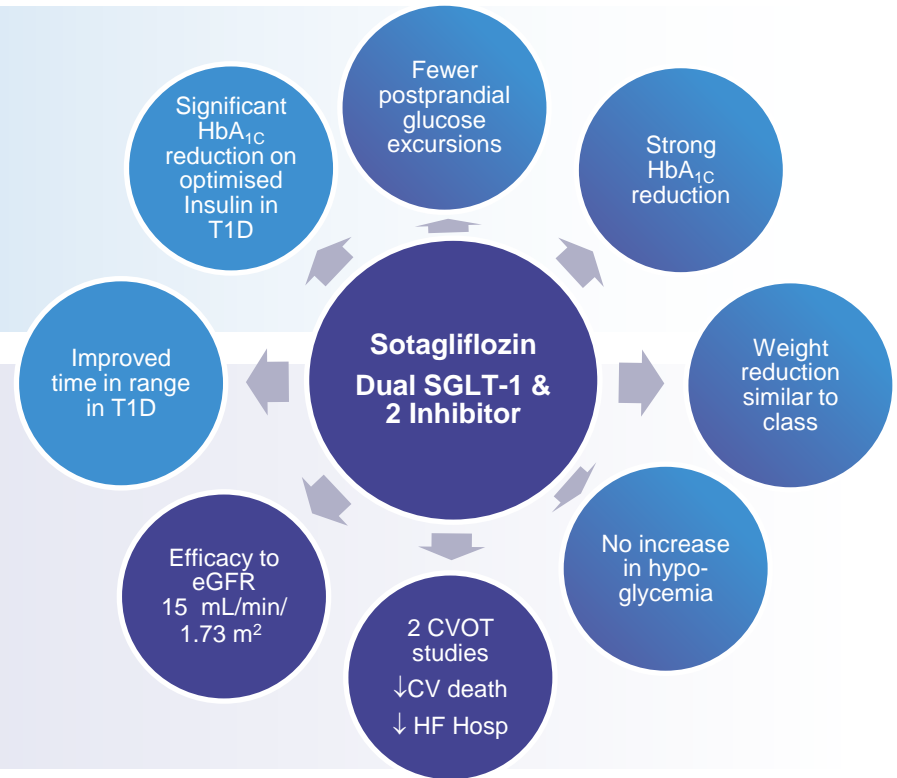 Fewer
postprandial
glucose
excursions
Strong
HbA1C
reduction
Weight
reduction
similar to
class
No increase
in hypo-
glycemia
2 CVOT
studies
↓CV death
↓ HF Hosp
Efficacy to
eGFR
15 mL/min/
1.73 m²
Improved
time in range
in T1D
Significant
HbA1C
reduction on
optimised
Insulin in
T1D
Sotagliflozin
Dual SGLT-1 &
2 Inhibitor